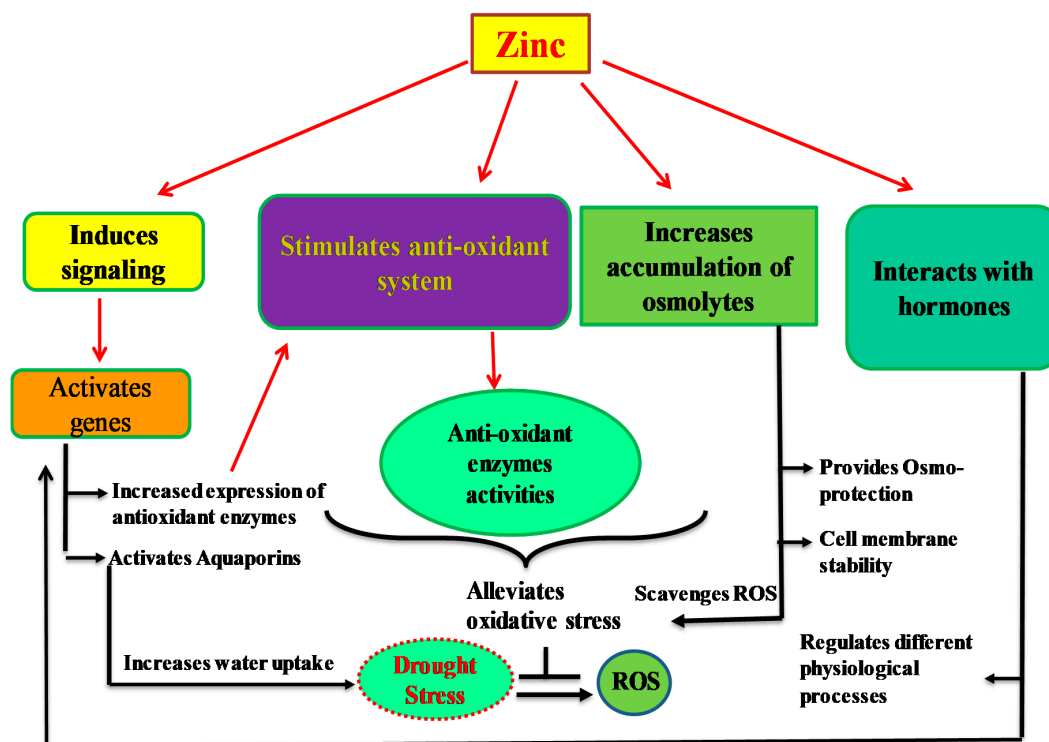 Zinc
Induces
signaling
Stimulates anti-oxidant
system
Increases
accumulation of
osmolytes
Interacts with
hormones
Activates
genes
Anti-oxidant
enzymes
activities
Increased expression of
antioxidant enzymes
Activates Aquaporins
Provides Osmo-
protection
Cell membrane
stability
Alleviates
oxidative stress
Scavenges ROS
Increases water uptake
Drought
Stress
ROS
Regulates different
physiological
processes